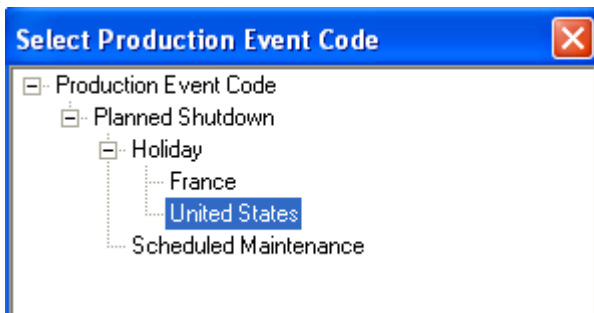 Select Production Event Code
Production Event Code
Planned Shutdown
Holiday
France
United States
Scheduled Maintenance